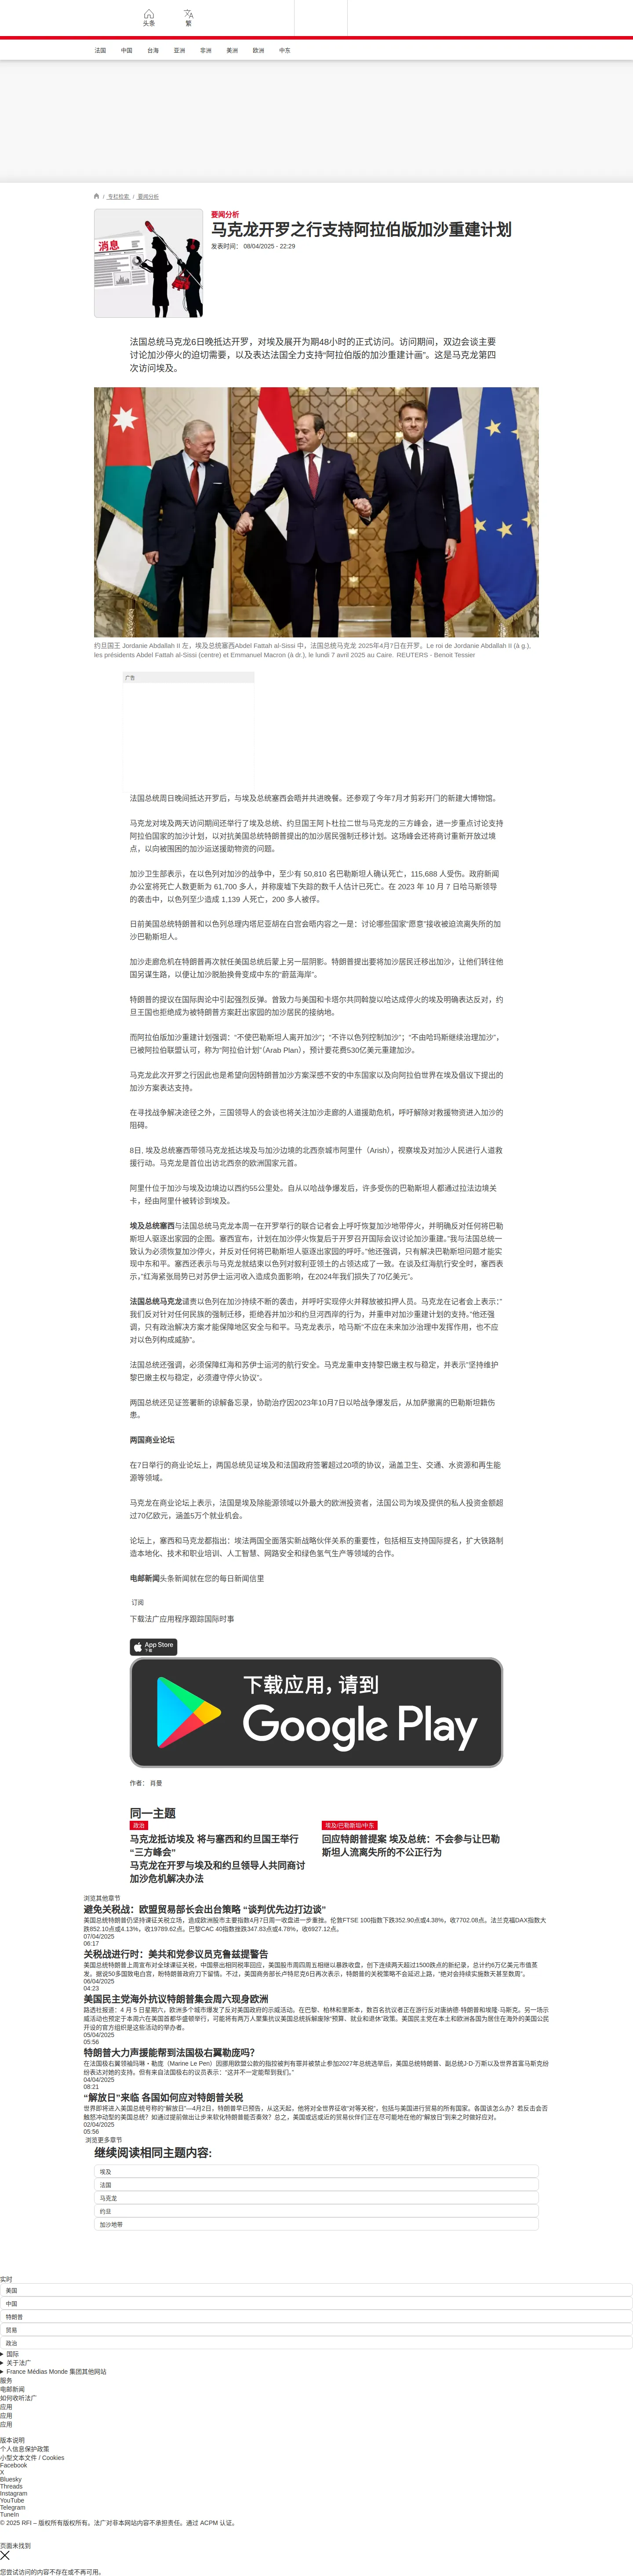 头条
繁
法国 中国 台海 亚洲 非洲 美洲 欧洲 中东
/ 专栏检索 / 要闻分析
消息
要闻分析
马克龙开罗之行支持阿拉伯版加沙重建计划
发表时间： 08/04/2025 - 22:29
法国总统马克龙6日晚抵达开罗，对埃及展开为期48小时的正式访问。访问期间，双边会谈主要
讨论加沙停火的迫切需要，以及表达法国全力支持“阿拉伯版的加沙重建计画”。这是马克龙第四
次访问埃及。
约旦国王 Jordanie Abdallah II 左，埃及总统塞西Abdel Fattah al-Sissi 中，法国总统马克龙 2025年4月7日在开罗。Le roi de Jordanie Abdallah II (à g.),
les présidents Abdel Fattah al-Sissi (centre) et Emmanuel Macron (à dr.), le lundi 7 avril 2025 au Caire. REUTERS - Benoit Tessier
广告
法国总统周日晚间抵达开罗后，与埃及总统塞西会晤并共进晚餐。还参观了今年7月才剪彩开门的新建大博物馆。
马克龙对埃及两天访问期间还举行了埃及总统、约旦国王阿卜杜拉二世与马克龙的三方峰会，进一步重点讨论支持
阿拉伯国家的加沙计划，以对抗美国总统特朗普提出的加沙居民强制迁移计划。这场峰会还将商讨重新开放过境
点，以向被围困的加沙运送援助物资的问题。
加沙卫生部表示，在以色列对加沙的战争中，至少有 50,810 名巴勒斯坦人确认死亡，115,688 人受伤。政府新闻
办公室将死亡人数更新为 61,700 多人，并称废墟下失踪的数千人估计已死亡。在 2023 年 10 月 7 日哈马斯领导
的袭击中，以色列至少造成 1,139 人死亡，200 多人被俘。
日前美国总统特朗普和以色列总理内塔尼亚胡在白宫会晤内容之一是：讨论哪些国家“愿意”接收被迫流离失所的加
沙巴勒斯坦人。
加沙走廊危机在特朗普再次就任美国总统后蒙上另一层阴影。特朗普提出要将加沙居民迁移出加沙，让他们转往他
国另谋生路，以便让加沙脱胎换骨变成中东的“蔚蓝海岸”。
特朗普的提议在国际舆论中引起强烈反弹。曾致力与美国和卡塔尔共同斡旋以哈达成停火的埃及明确表达反对，约
旦王国也拒绝成为被特朗普方案赶出家园的加沙居民的接纳地。
而阿拉伯版加沙重建计划强调：“不使巴勒斯坦人离开加沙”；“不许以色列控制加沙”；“不由哈玛斯继续治理加沙”，
已被阿拉伯联盟认可，称为“阿拉伯计划”（Arab Plan），预计要花费530亿美元重建加沙。
马克龙此次开罗之行因此也是希望向因特朗普加沙方案深感不安的中东国家以及向阿拉伯世界在埃及倡议下提出的
加沙方案表达支持。
在寻找战争解决途径之外，三国领导人的会谈也将关注加沙走廊的人道援助危机，呼吁解除对救援物资进入加沙的
阻碍。
8日, 埃及总统塞西带领马克龙抵达埃及与加沙边境的北西奈城市阿里什（Arish），视察埃及对加沙人民进行人道救
援行动。马克龙是首位出访北西奈的欧洲国家元首。
阿里什位于加沙与埃及边境边以西约55公里处。自从以哈战争爆发后，许多受伤的巴勒斯坦人都通过拉法边境关
卡，经由阿里什被转诊到埃及。
埃及总统塞西与法国总统马克龙本周一在开罗举行的联合记者会上呼吁恢复加沙地带停火，并明确反对任何将巴勒
斯坦人驱逐出家园的企图。塞西宣布，计划在加沙停火恢复后于开罗召开国际会议讨论加沙重建。“我与法国总统一
致认为必须恢复加沙停火，并反对任何将巴勒斯坦人驱逐出家园的呼吁。”他还强调，只有解决巴勒斯坦问题才能实
现中东和平。塞西还表示与马克龙就结束以色列对叙利亚领土的占领达成了一致。在谈及红海航行安全时，塞西表
示，“红海紧张局势已对苏伊士运河收入造成负面影响，在2024年我们损失了70亿美元”。
法国总统马克龙谴责以色列在加沙持续不断的袭击，并呼吁实现停火并释放被扣押人员。马克龙在记者会上表示：“
我们反对针对任何民族的强制迁移，拒绝吞并加沙和约旦河西岸的行为，并重申对加沙重建计划的支持。”他还强
调，只有政治解决方案才能保障地区安全与和平。马克龙表示，哈马斯”不应在未来加沙治理中发挥作用，也不应
对以色列构成威胁”。
法国总统还强调，必须保障红海和苏伊士运河的航行安全。马克龙重申支持黎巴嫩主权与稳定，并表示“坚持维护
黎巴嫩主权与稳定，必须遵守停火协议”。
两国总统还见证签署新的谅解备忘录，协助治疗因2023年10月7日以哈战争爆发后，从加萨撤离的巴勒斯坦籍伤
患。
两国商业论坛
在7日举行的商业论坛上，两国总统见证埃及和法国政府签署超过20项的协议，涵盖卫生、交通、水资源和再生能
源等领域。
马克龙在商业论坛上表示，法国是埃及除能源领域以外最大的欧洲投资者，法国公司为埃及提供的私人投资金额超
过70亿欧元，涵盖5万个就业机会。
论坛上，塞西和马克龙都指出：埃法两国全面落实新战略伙伴关系的重要性，包括相互支持国际提名，扩大铁路制
造本地化、技术和职业培训、人工智慧、网路安全和绿色氢气生产等领域的合作。
电邮新闻头条新闻就在您的每日新闻信里
订阅
下载法广应用程序跟踪国际时事
App Store
下载
下载应用，请到
Google Play
作者： 肖曼
同一主题
政治
马克龙抵访埃及 将与塞西和约旦国王举行
“三方峰会”
马克龙在开罗与埃及和约旦领导人共同商讨
加沙危机解决办法
埃及/巴勒斯坦/中东
回应特朗普提案 埃及总统：不会参与让巴勒
斯坦人流离失所的不公正行为
浏览其他章节
避免关税战：欧盟贸易部长会出台策略 “谈判优先边打边谈”
美国总统特朗普仍坚持课征关税立场，造成欧洲股市主要指数4月7日周一收盘进一步重挫。伦敦FTSE 100指数下跌352.90点或4.38%，收7702.08点。法兰克福DAX指数大
跌852.10点或4.13%，收19789.62点。巴黎CAC 40指数挫跌347.83点或4.78%，收6927.12点。
07/04/2025
06:17
关税战进行时：美共和党参议员克鲁兹提警告
美国总统特朗普上周宣布对全球课征关税，中国祭出相同税率回应，美国股市周四周五相继以暴跌收盘，创下连续两天超过1500跌点的新纪录，总计约6万亿美元市值蒸
发。据说50多国致电白宫，盼特朗普政府刀下留情。不过，美国商务部长卢特尼克6日再次表示，特朗普的关税策略不会延迟上路，“绝对会持续实施数天甚至数周”。
06/04/2025
04:23
美国民主党海外抗议特朗普集会周六现身欧洲
路透社报道：4 月 5 日星期六，欧洲多个城市爆发了反对美国政府的示威活动。在巴黎、柏林和里斯本，数百名抗议者正在游行反对唐纳德·特朗普和埃隆·马斯克。另一场示
威活动也预定于本周六在美国首都华盛顿举行，可能将有两万人聚集抗议美国总统拆解废除“预算、就业和退休”政策。美国民主党在本土和欧洲各国为居住在海外的美国公民
开设的官方组织是这些活动的举办者。
05/04/2025
05:56
特朗普大力声援能帮到法国极右翼勒庞吗？
在法国极右翼领袖玛琳・勒庞（Marine Le Pen）因挪用欧盟公款的指控被判有罪并被禁止参加2027年总统选举后，美国总统特朗普、副总统J·D·万斯以及世界首富马斯克纷
纷表达对她的支持。但有来自法国极右的议员表示：“这并不一定能帮到我们。”
04/04/2025
08:21
“解放日”来临 各国如何应对特朗普关税
世界即将进入美国总统号称的“解放日”—4月2日，特朗普早已预告，从这天起，他将对全世界征收“对等关税”，包括与美国进行贸易的所有国家。各国该怎么办？若反击会否
触怒冲动型的美国总统？如通过提前做出让步来软化特朗普能否奏效？总之，美国或远或近的贸易伙伴们正在尽可能地在他的“解放日”到来之时做好应对。
02/04/2025
05:56
浏览更多章节
继续阅读相同主题内容:
埃及
法国
马克龙
约旦
加沙地带
实时
美国
中国
特朗普
贸易
政治
国际
关于法广
France Médias Monde 集团其他网站
服务
电邮新闻
如何收听法广
应用
应用
应用
版本说明
个人信息保护政策
小型文本文件 / Cookies
Facebook
X
Bluesky
Threads
Instagram
YouTube
Telegram
TuneIn
© 2025 RFI – 版权所有版权所有。法广对非本网站内容不承担责任。通过 ACPM 认证。
页面未找到
您尝试访问的内容不存在或不再可用。